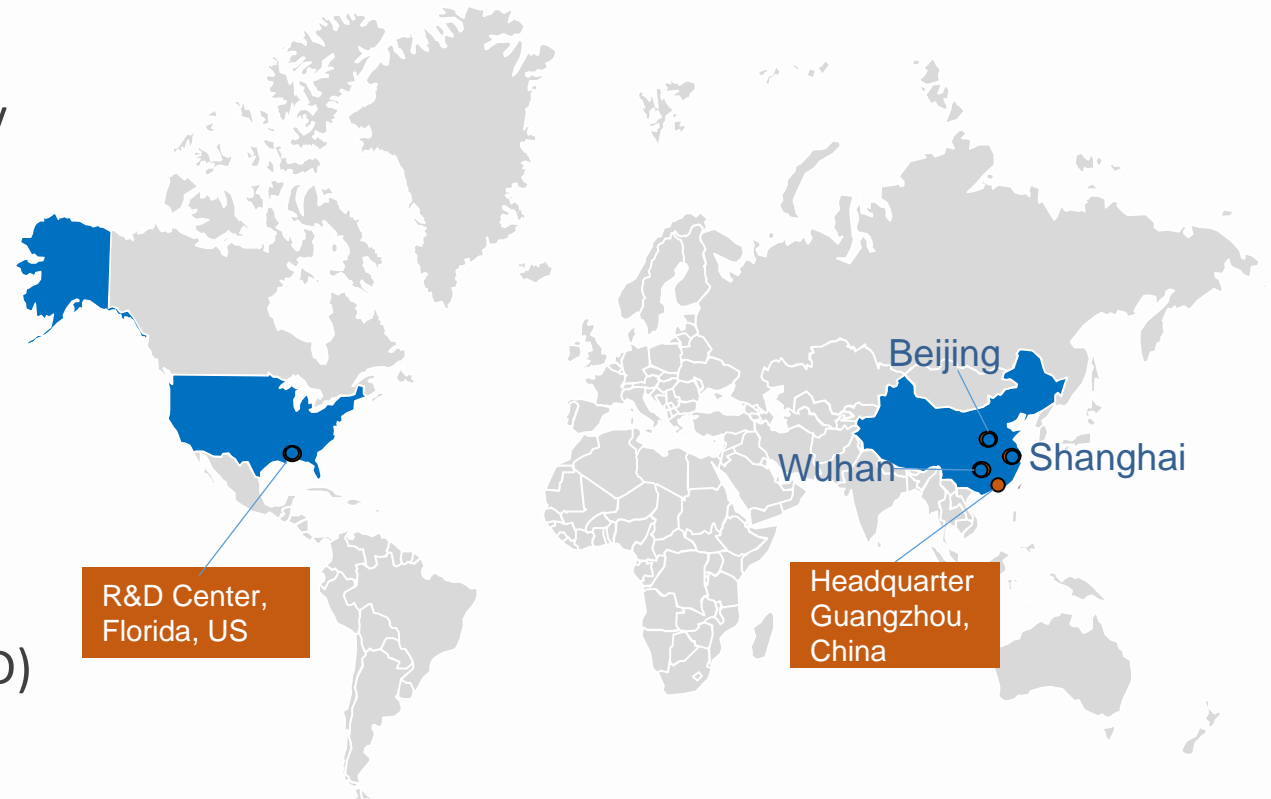 Beijing
Wuhan
Shanghai
R&D Center,
Florida, US
Headquarter
Guangzhou,
China